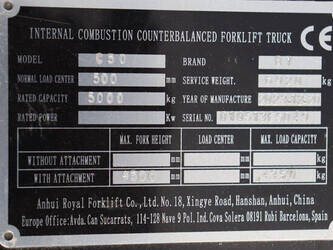 INTERNAL COMBUSTION COUNTERBALANCED FORKLIFT TRUCK CE
MODEL C50 BRAND
NORMAL LOAD CENTER 500 mm SERVICE WEIGHT. kg
RATED CAPACITY 5000 kg YEAR OF MANUFACTURE
RATED POWER Kw SERIAL NO.
MAX. FORK HEIGHT LOAD CENTER MAX. LOAD CAPACITY
WITHOUT ATTACHMENT mm mm kg
WITH ATTACHMENT mm mm kg
Anhui Royal Forklift Co., Ltd. No.18, Xingye Road, Hanshan, Anhui, China
Europe Office:Avda. Can Sucarrats, 114-128 Nave 9 Pol. Ind.Cova Solera 08191 Rubi, Barcelona, Spain